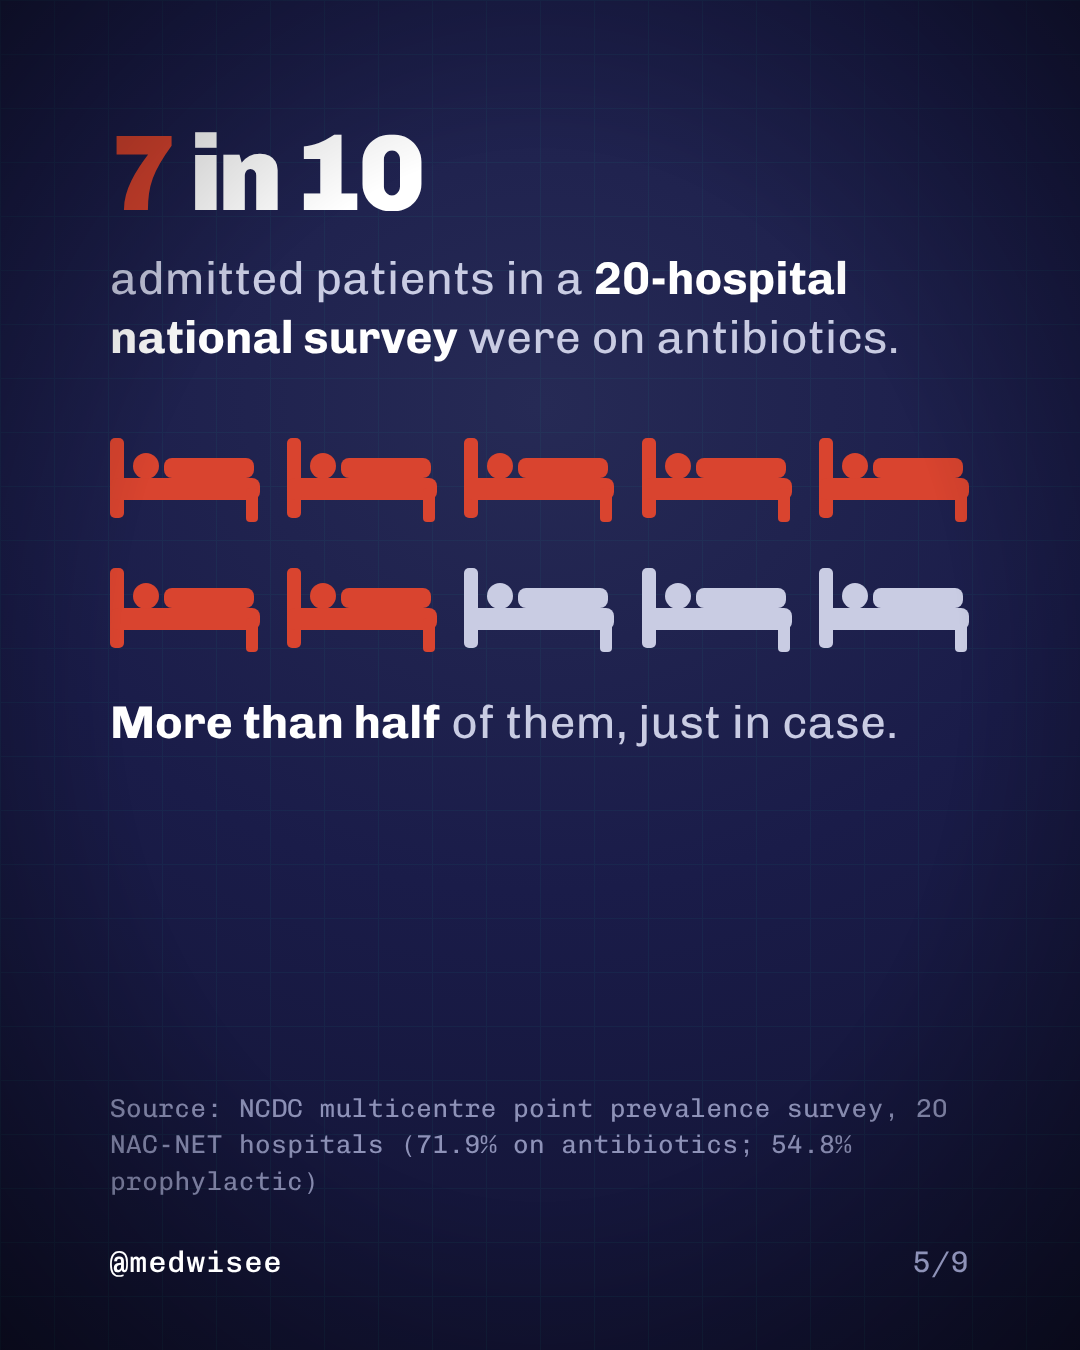 7 in 10
admitted patients in a 20-hospital
national survey were on antibiotics.
More than half of them, just in case.
Source: NCDC multicentre point prevalence survey, 20
NAC-NET hospitals (71.9% on antibiotics; 54.8%
prophylactic)
@medwisee
5/9